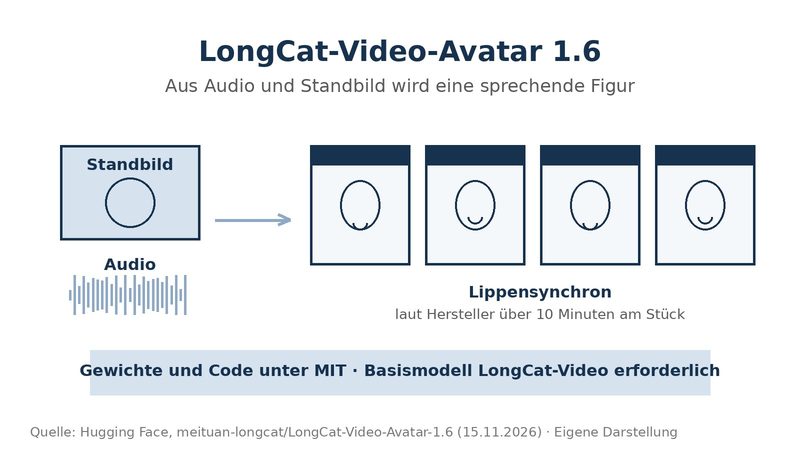 LongCat-Video-Avatar 1.6
Aus Audio und Standbild wird eine sprechende Figur
Standbild
Audio
Lippensynchron
laut Hersteller über 10 Minuten am Stück
Gewichte und Code unter MIT · Basismodell LongCat-Video erforderlich
Quelle: Hugging Face, meituan-longcat/LongCat-Video-Avatar-1.6 (15.11.2026) · Eigene Darstellung